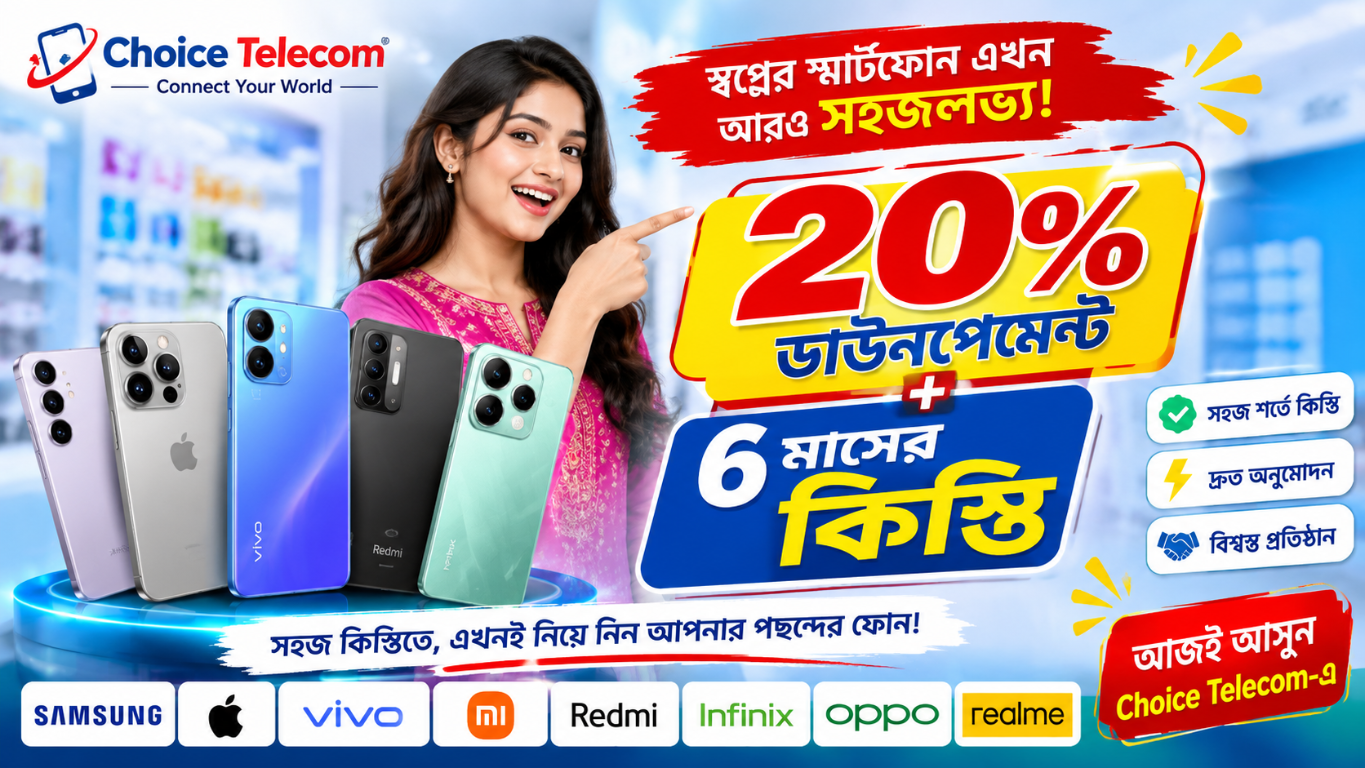 Choice Telecom®
Connect Your World
স্বপ্নের স্মার্টফোন এখন
আরও সহজলভ্য!
20%
ডাউনপেমেন্ট
+
6 মাসের
কিস্তি
সহজ শর্তে কিস্তি
দ্রুত অনুমোদন
বিশ্বস্ত প্রতিষ্ঠান
vivo
Redmi
সহজ কিস্তিতে, এখনই নিয়ে নিন আপনার পছন্দের ফোন!
আজই আসুন
Choice Telecom-এ
SAMSUNG
vivo
mi
Redmi
Infinix
oppo
realme